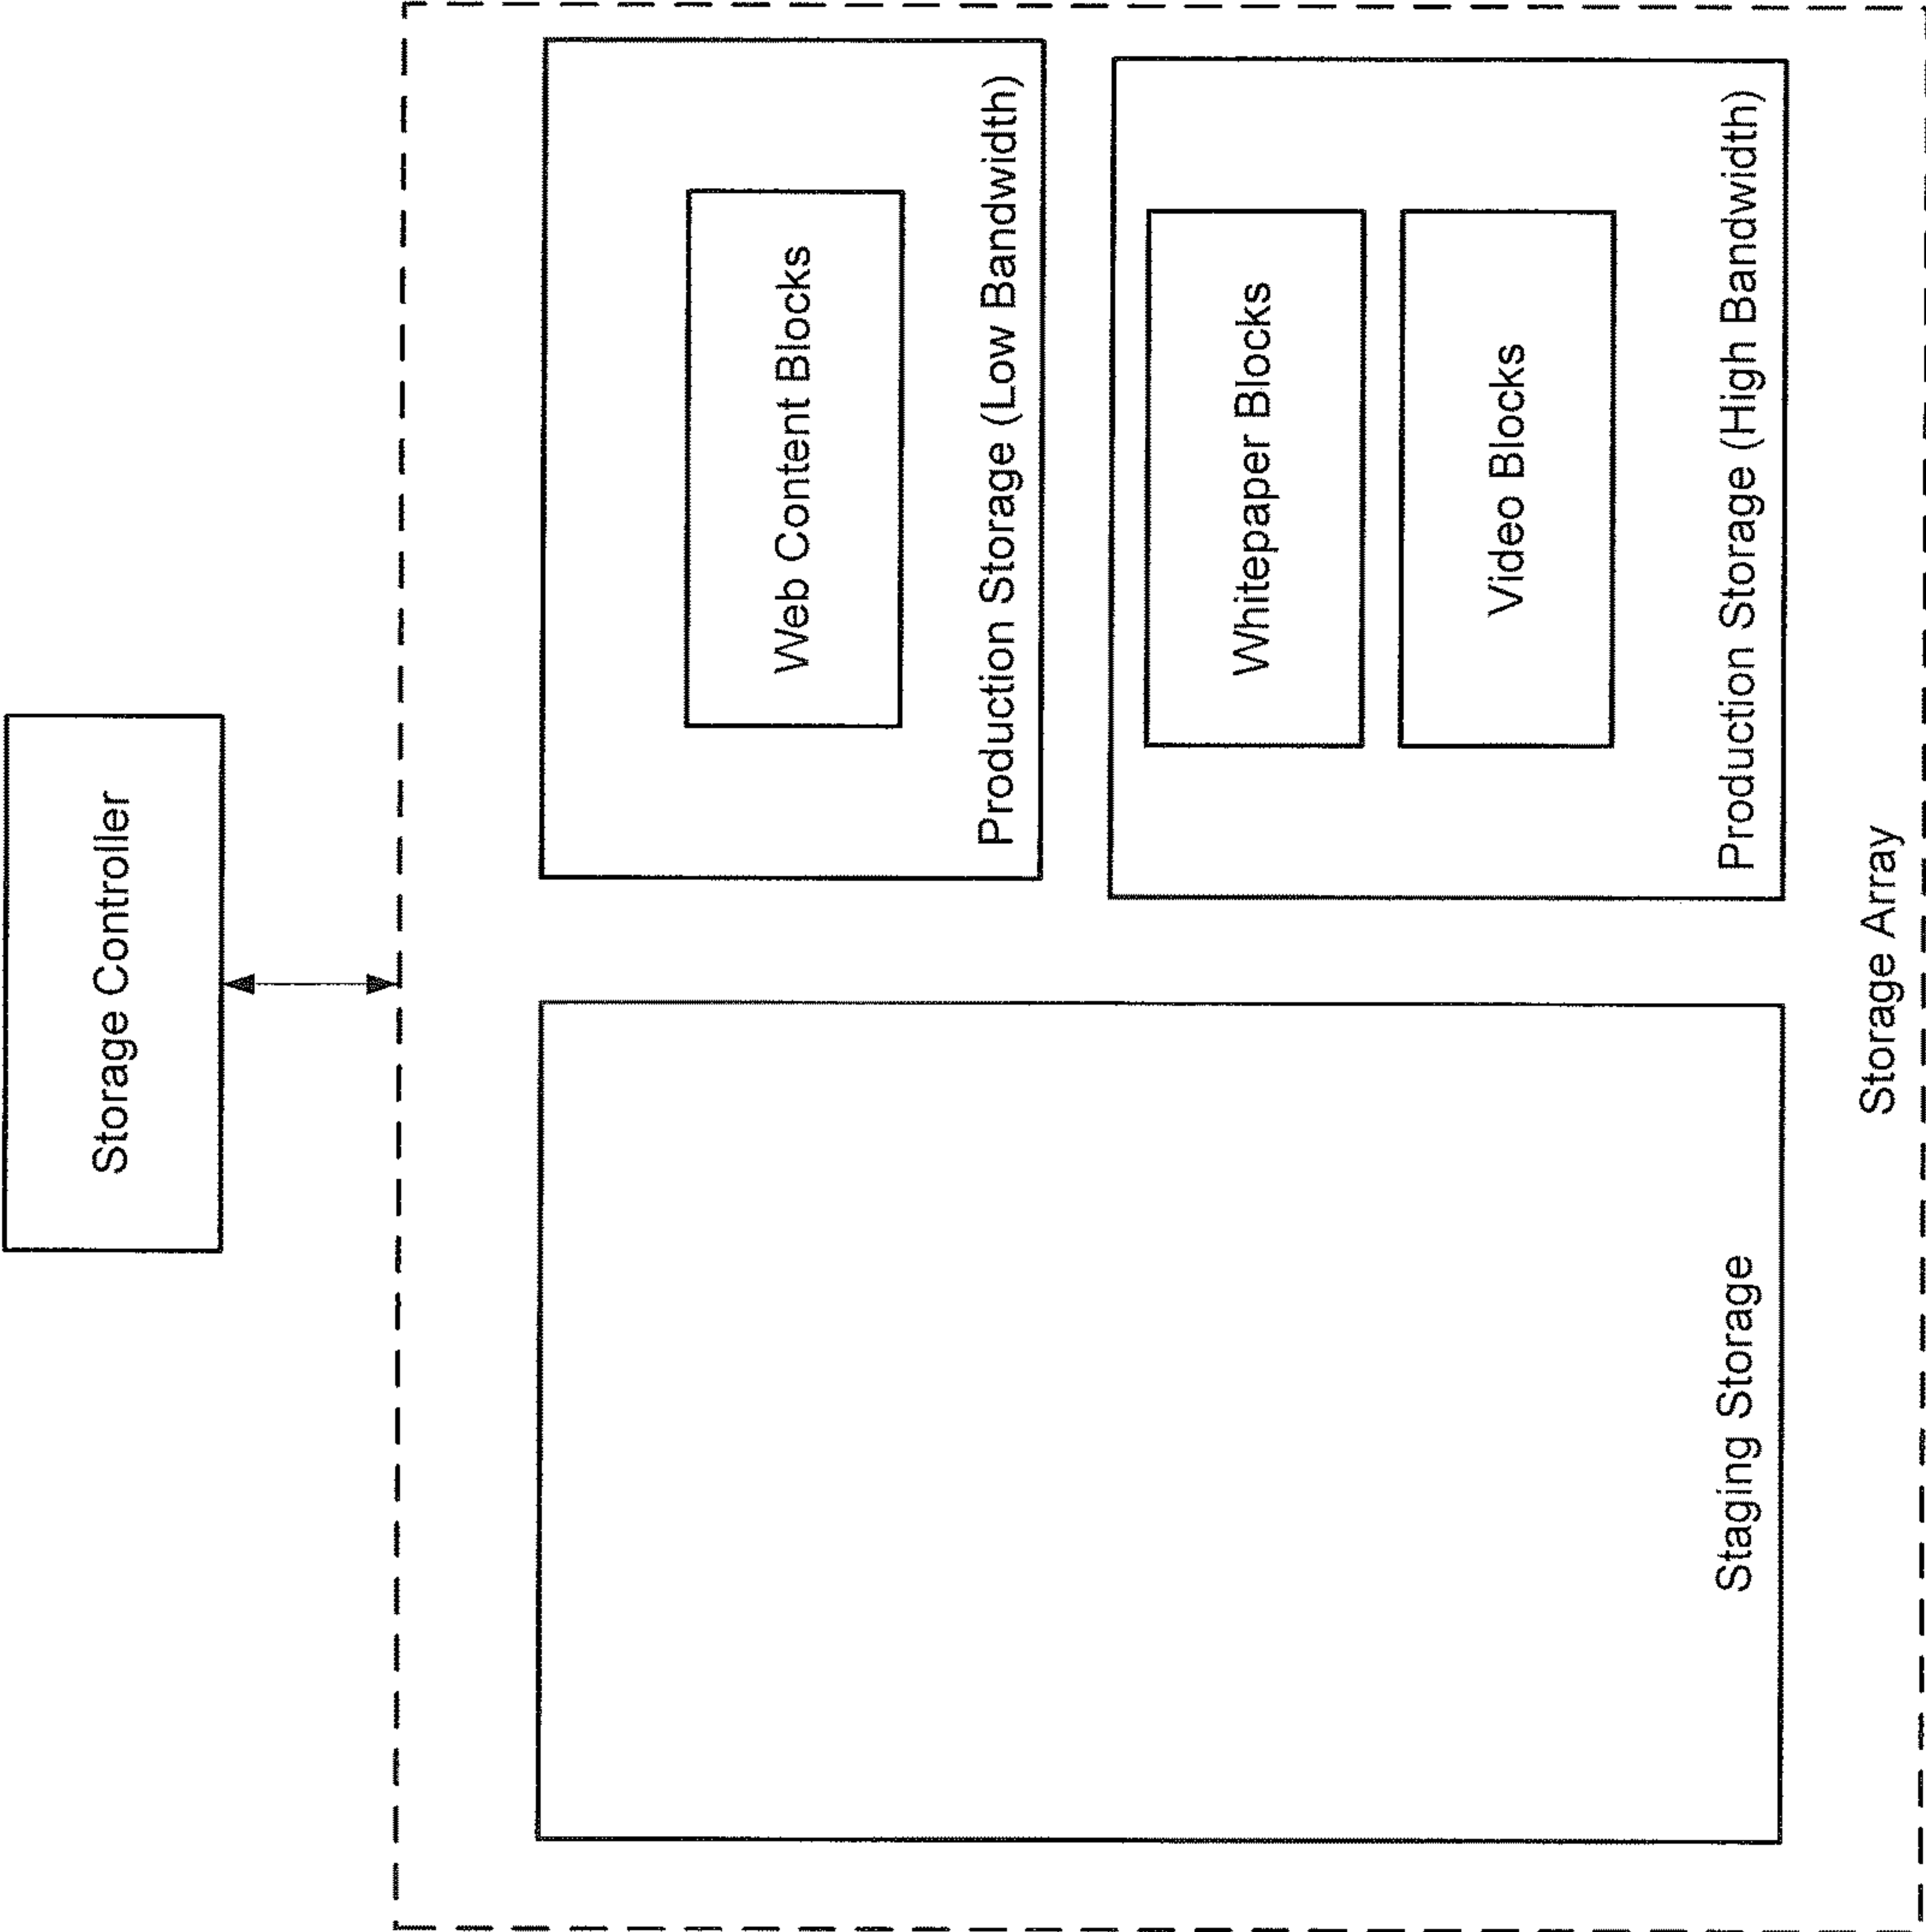 Storage Controller
Web Content Blocks
Production Storage (Low Bandwidth)
Whitepaper Blocks
Video Blocks
Production Storage (High Bandwidth)
Staging Storage
Storage Array